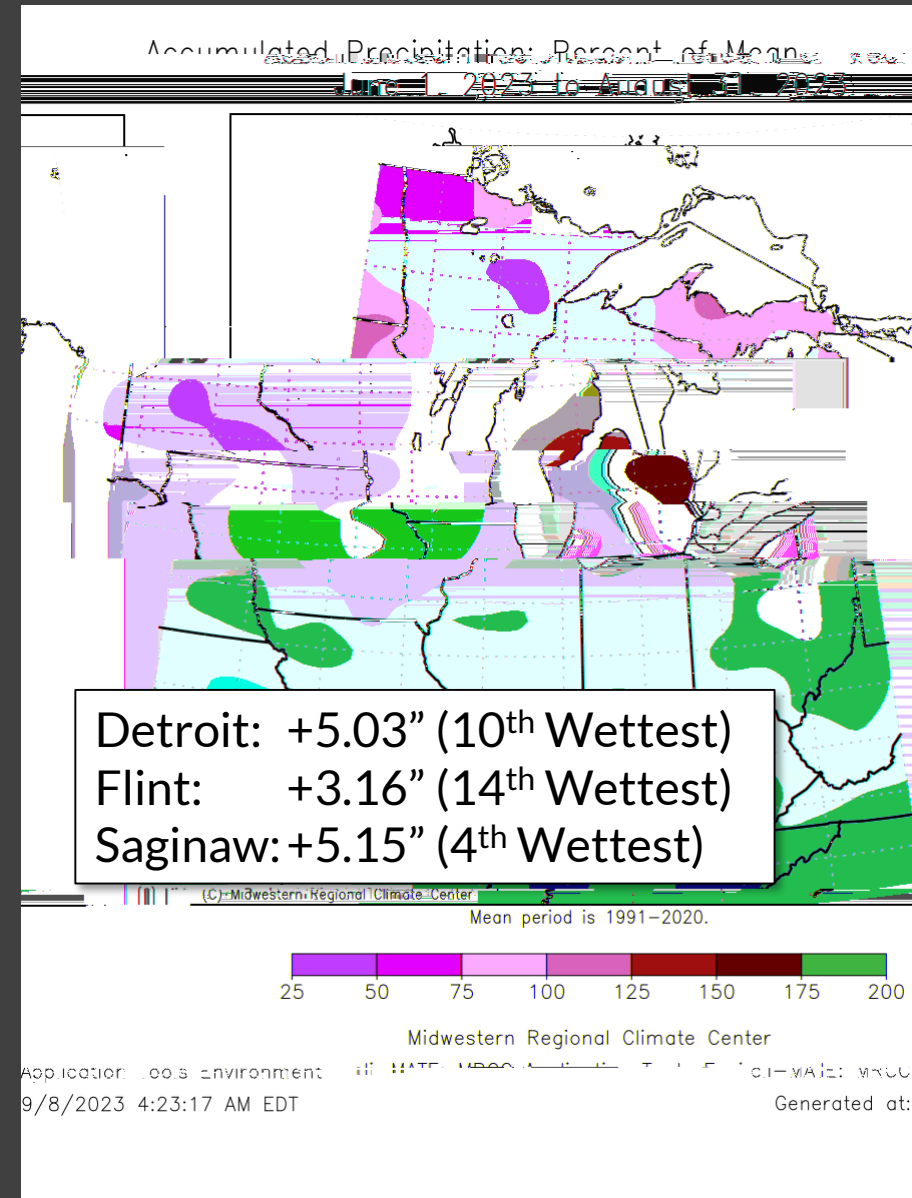 Accumulated Precipitation: Percent of Mean
June 1, 2023 to August 31, 2023
Detroit: +5.03” (10th Wettest)
Flint: +3.16” (14th Wettest)
Saginaw: +5.15” (4th Wettest)
(C) Midwestern Regional Climate Center
Mean period is 1991-2020.
25 50 75 100 125 150 175 200
Midwestern Regional Climate Center
Application Tools Environment
9/8/2023 4:23:17 AM EDT
Generated at: